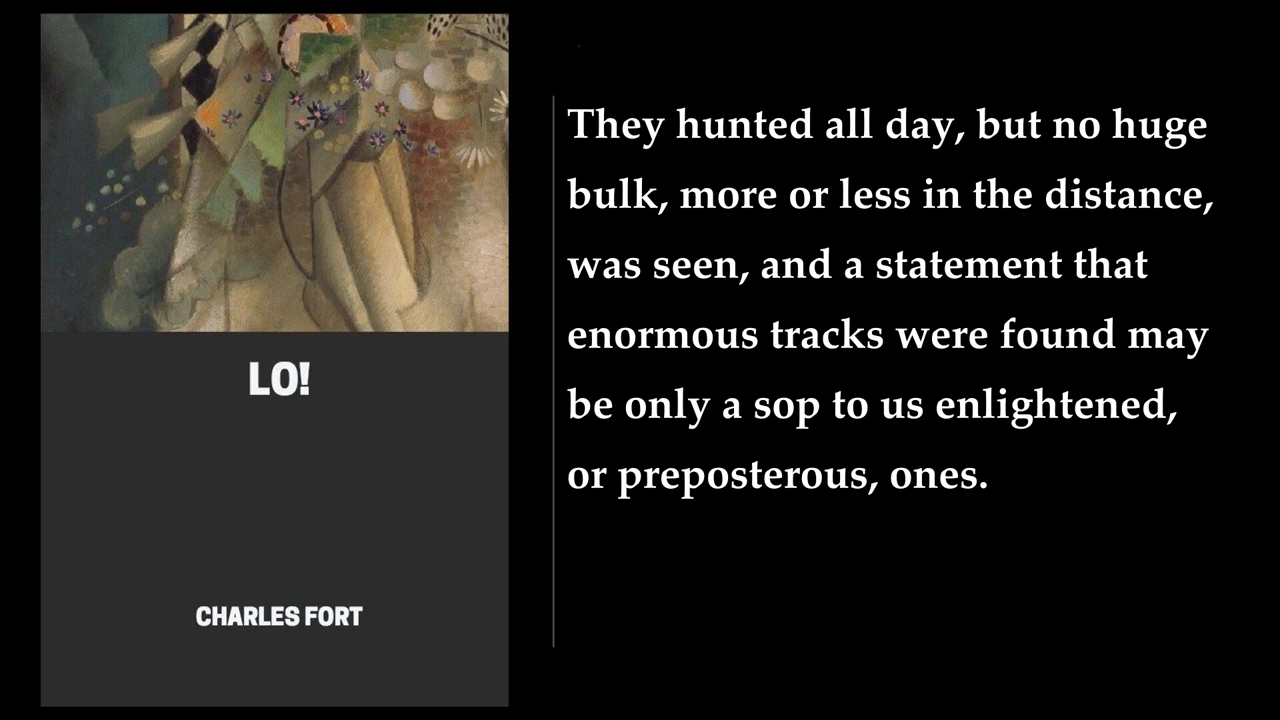 LO!
CHARLES FORT
They hunted all day, but no huge
bulk, more or less in the distance,
was seen, and a statement that
enormous tracks were found may
be only a sop to us enlightened,
or preposterous, ones.